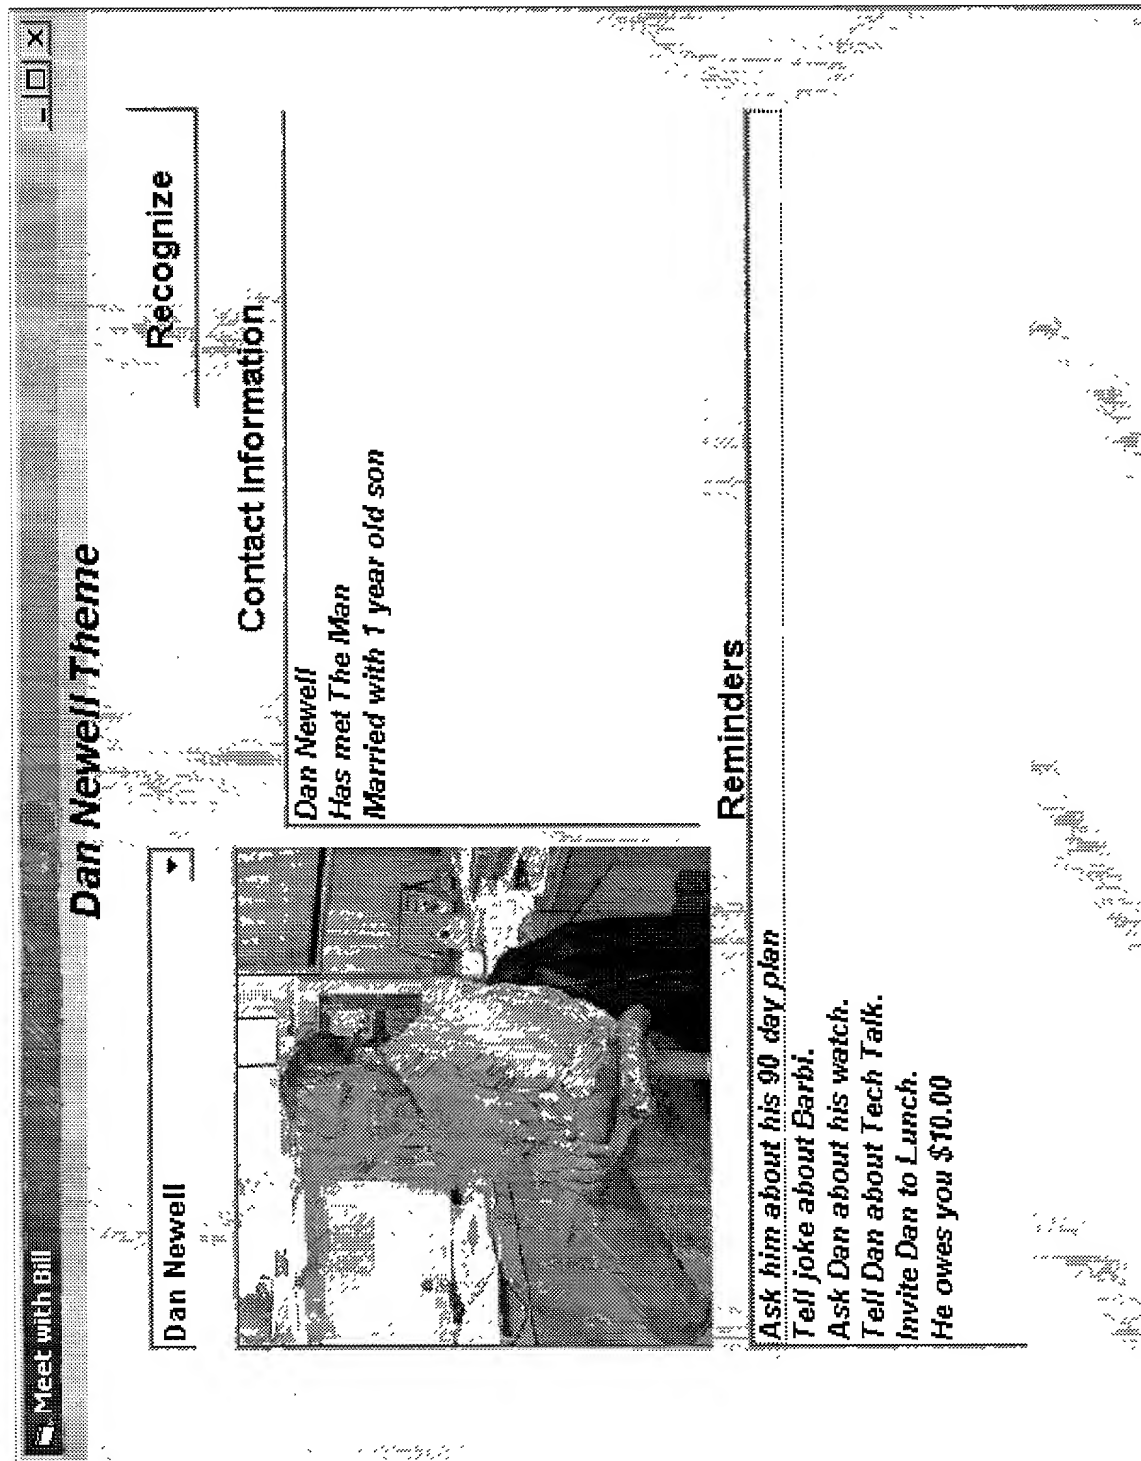 Meet with Bill
Dan Newell Theme
Dan Newell
Recognize
Contact Information
Dan Newell
Has met The Man
Married with 1 year old son
Reminders
Ask him about his 90 day plan
Tell joke about Barbi.
Ask Dan about his watch.
Tell Dan about Tech Talk.
Invite Dan to Lunch.
He owes you $10.00